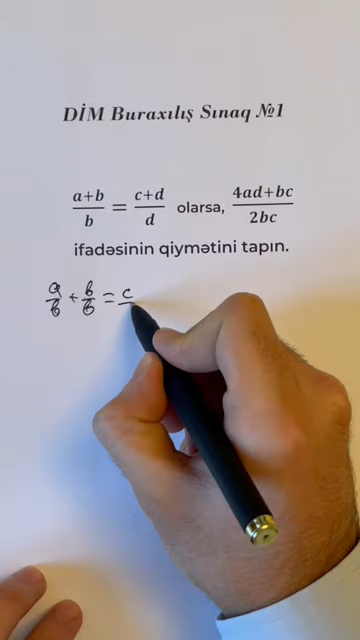 DİM Buraxılış Sınaq №1
a+b/b = c+d/d olarsa, 4ad+bc/2bc
ifadəsinin qiymətini tapın.
a/b + b/b = c